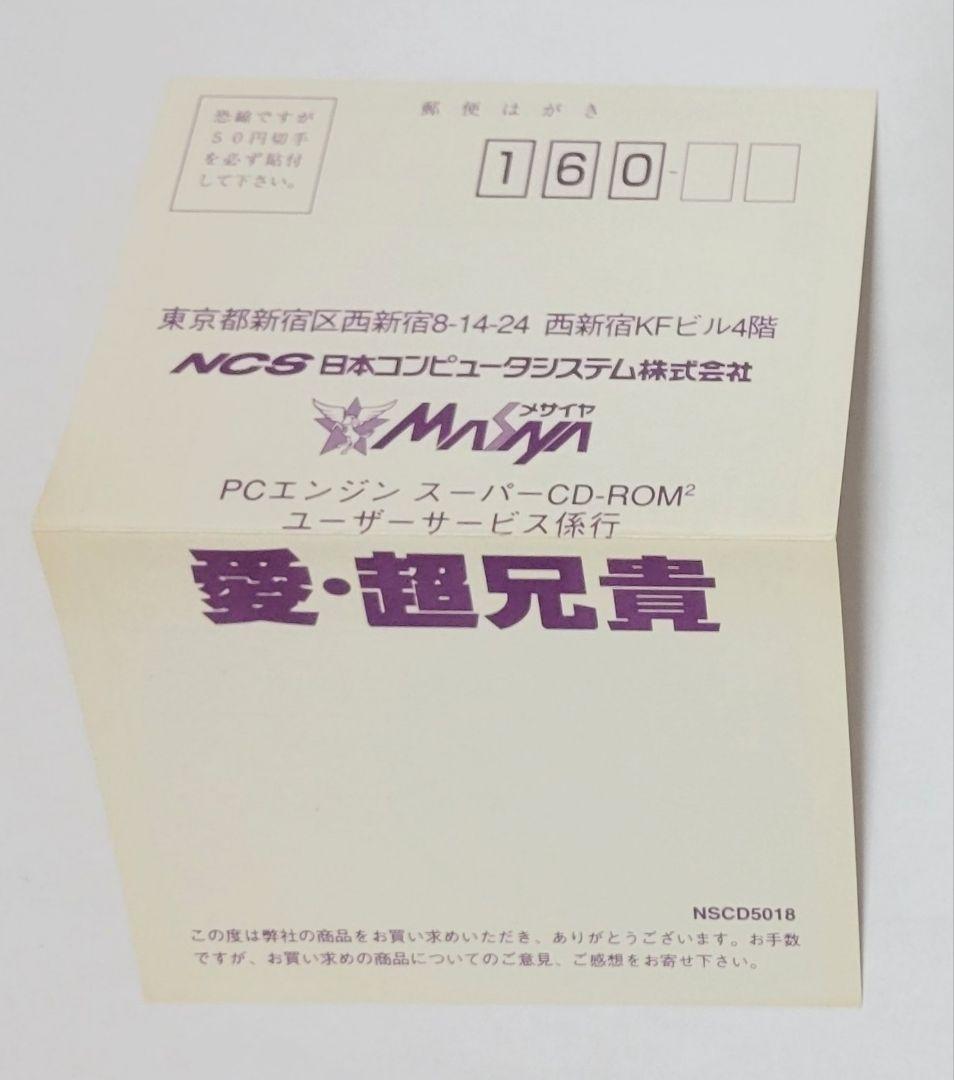 恐縮ですが
50円切手
を必ず貼付
して下さい。
郵便はがき
160-
東京都新宿区西新宿8-14-24 西新宿KFビル4階
NCS 日本コンピュータシステム株式会社
メサイヤ
MASAYA
PCエンジン スーパーCD-ROM²
ユーザーサービス係行
愛・超兄貴
NSCD5018
この度は弊社の商品をお買い求めいただき、ありがとうございます。お手数
ですが、お買い求めの商品についてのご意見、ご感想をお寄せ下さい。